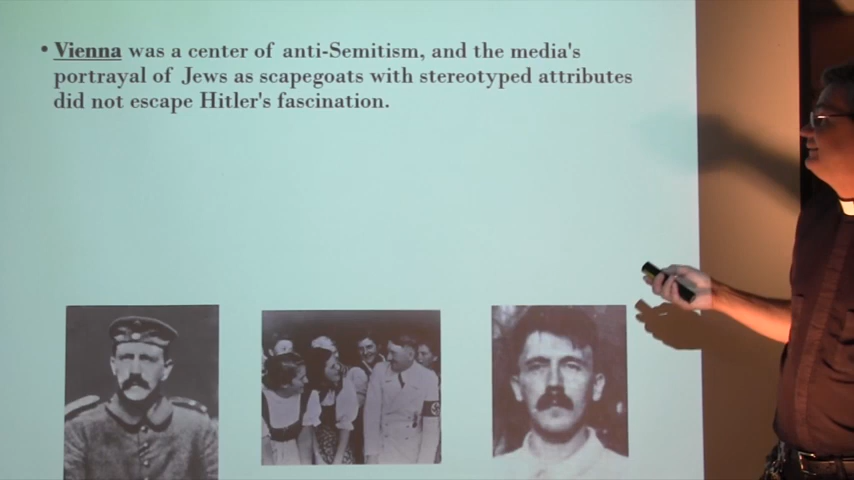 • Vienna was a center of anti-Semitism, and the media's
portrayal of Jews as scapegoats with stereotyped attributes
did not escape Hitler's fascination.